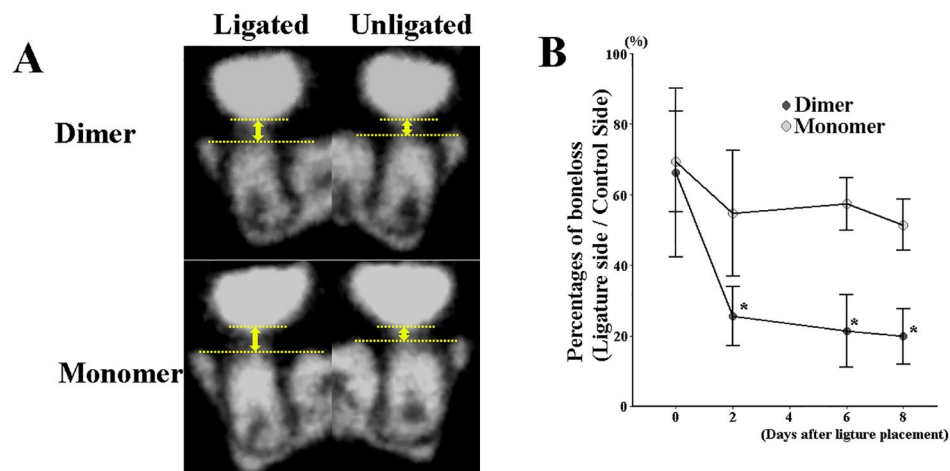 A
Ligated Unligated
Dimer
Monomer
B
(%)
100
80
60
40
20
0
Percentages of boneloss
(Ligature side / Control Side)
Dimer
Monomer
*
*
*
0 2 4 6 8
(Days after ligture placement)